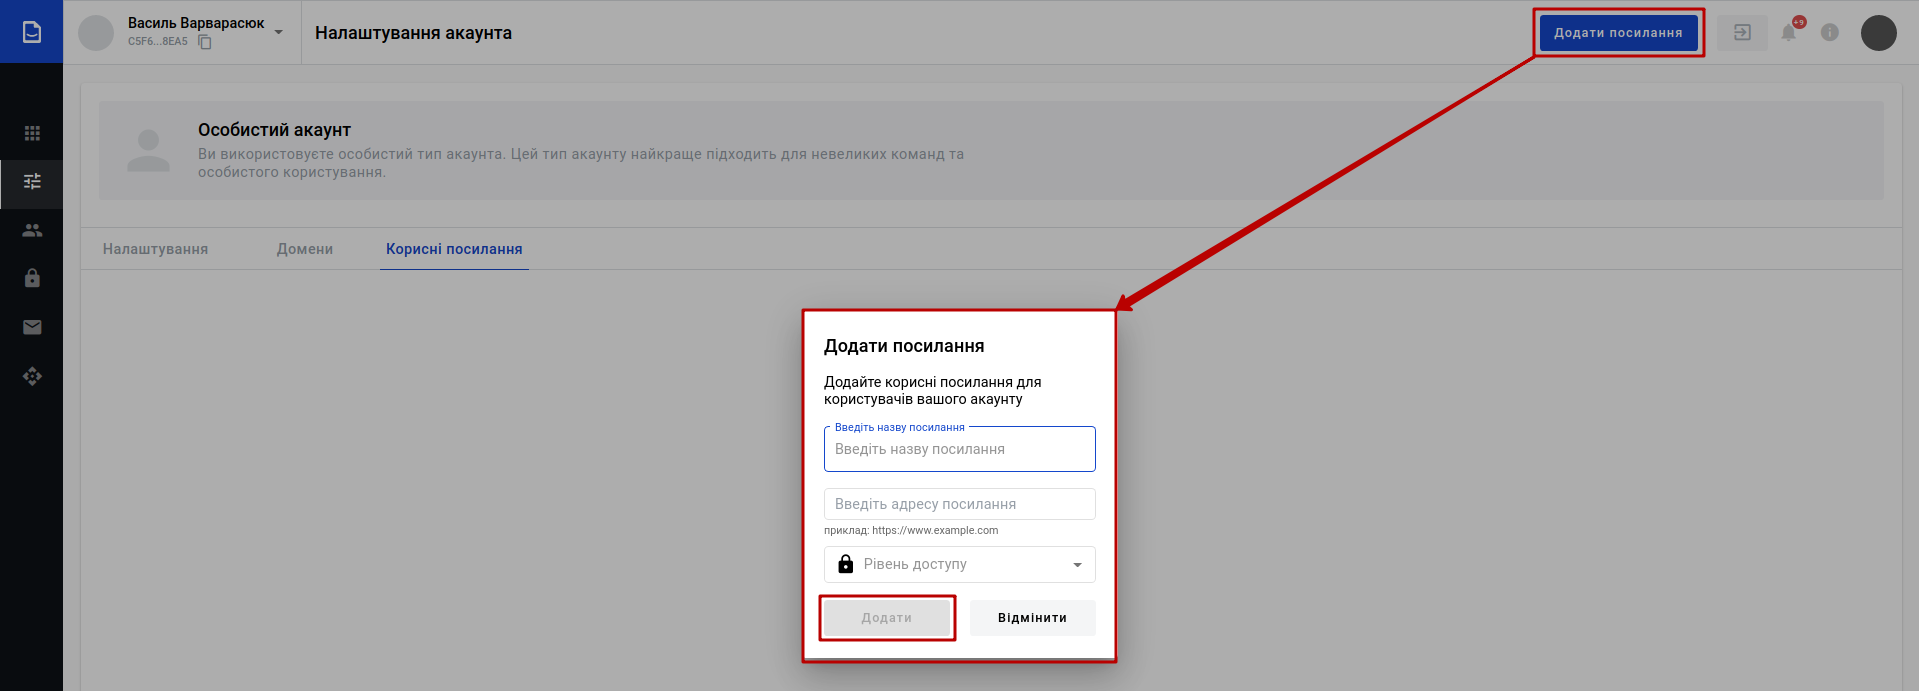 Василь Варварасюк
C5F6...8EA5
Налаштування акаунта
Додати посилання
+9
Особистий акаунт
Ви використовуєте особистий тип акаунта. Цей тип акаунту найкраще підходить для невеликих команд та
особистого користування.
Налаштування
Домени
Корисні посилання
Додати посилання
Додайте корисні посилання для
користувачів вашого акаунту
Введіть назву посилання
Введіть назву посилання
Введіть адресу посилання
приклад: https://www.example.com
Рівень доступу
Додати
Відмінити